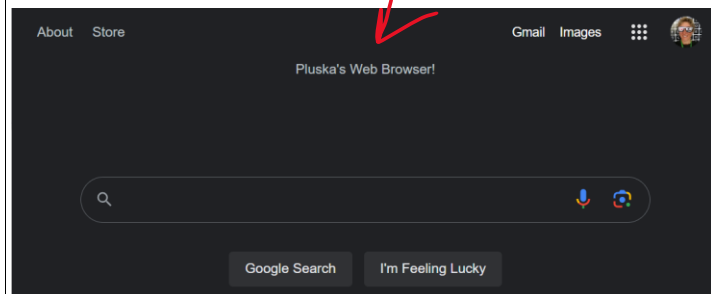 About Store Gmail Images
Pluska's Web Browser!
Google Search I'm Feeling Lucky